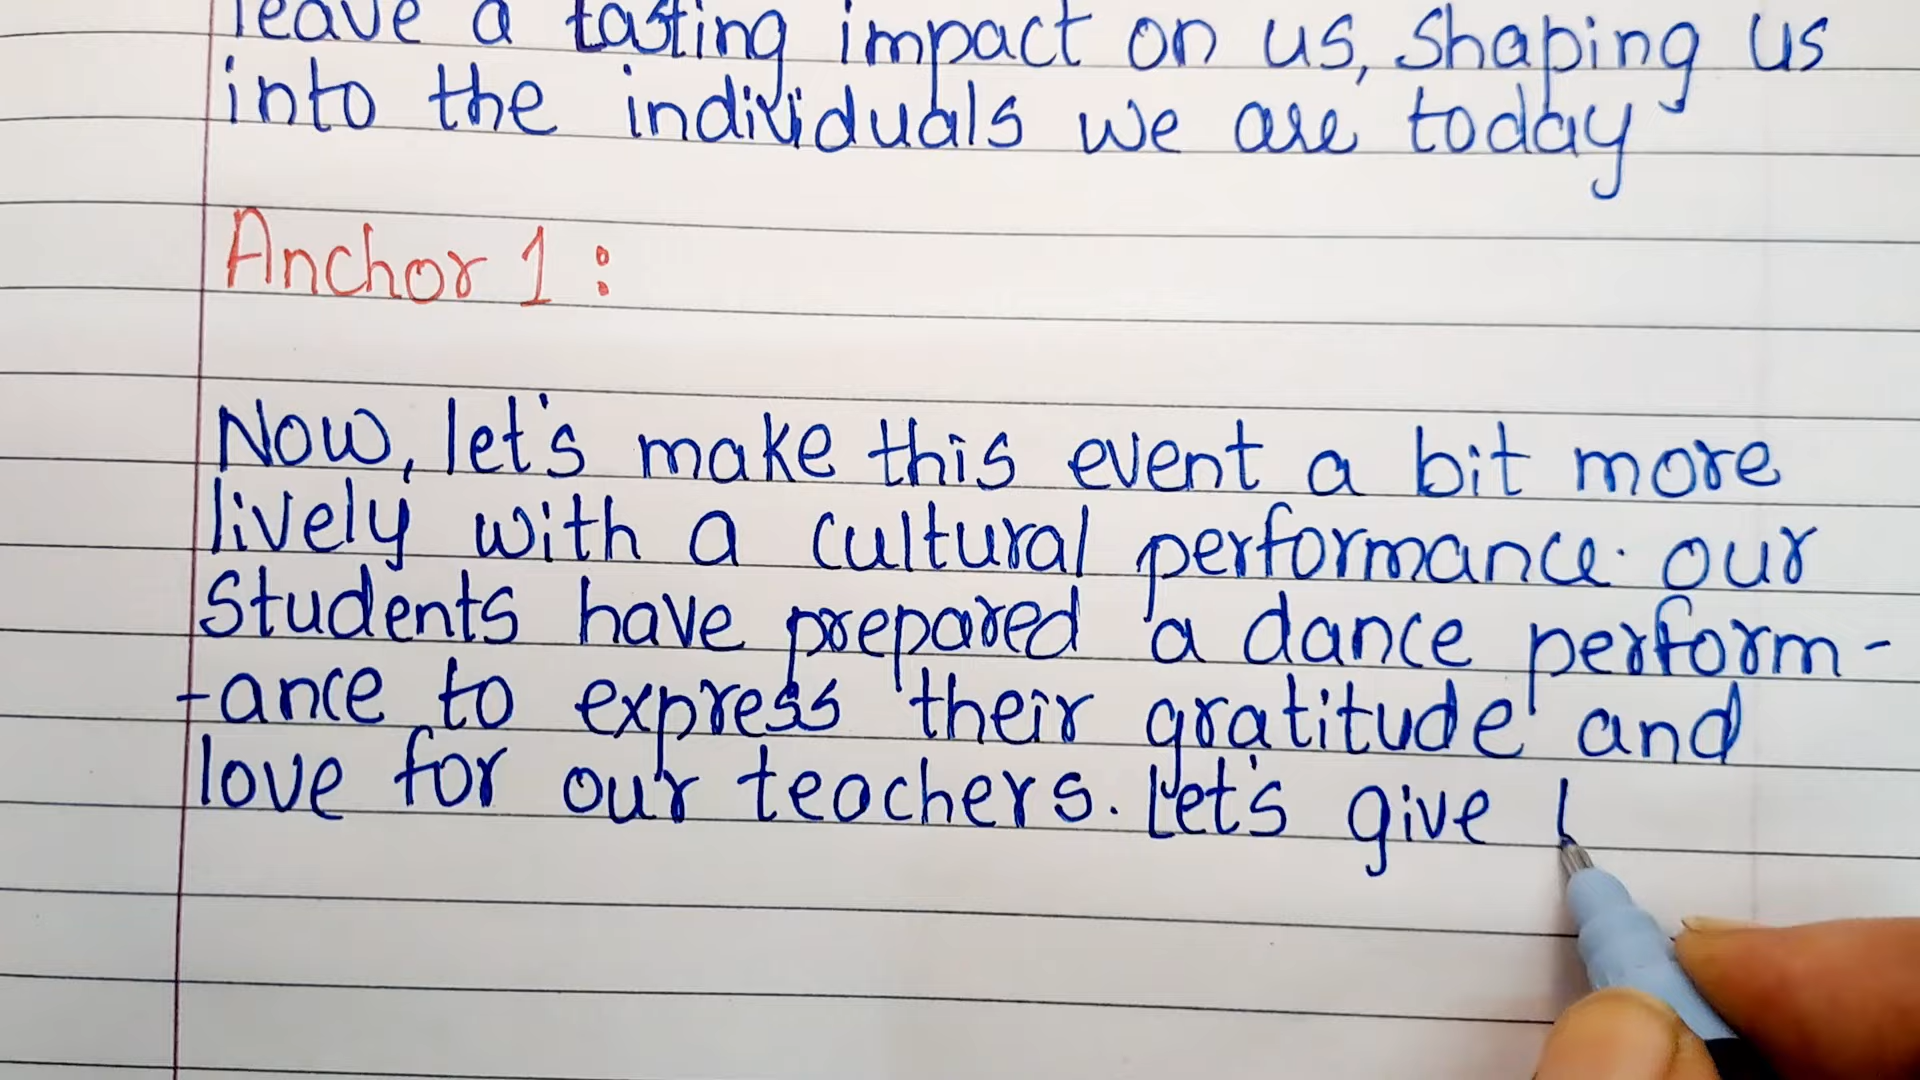 leave a tasting impact on us, shaping us
into the individuals we are today
Anchor 1 :
Now, let's make this event a bit more
lively with a cultural performance. our
Students have prepared a dance perform-
-ance to express their gratitude and
love for our teachers. Let's give